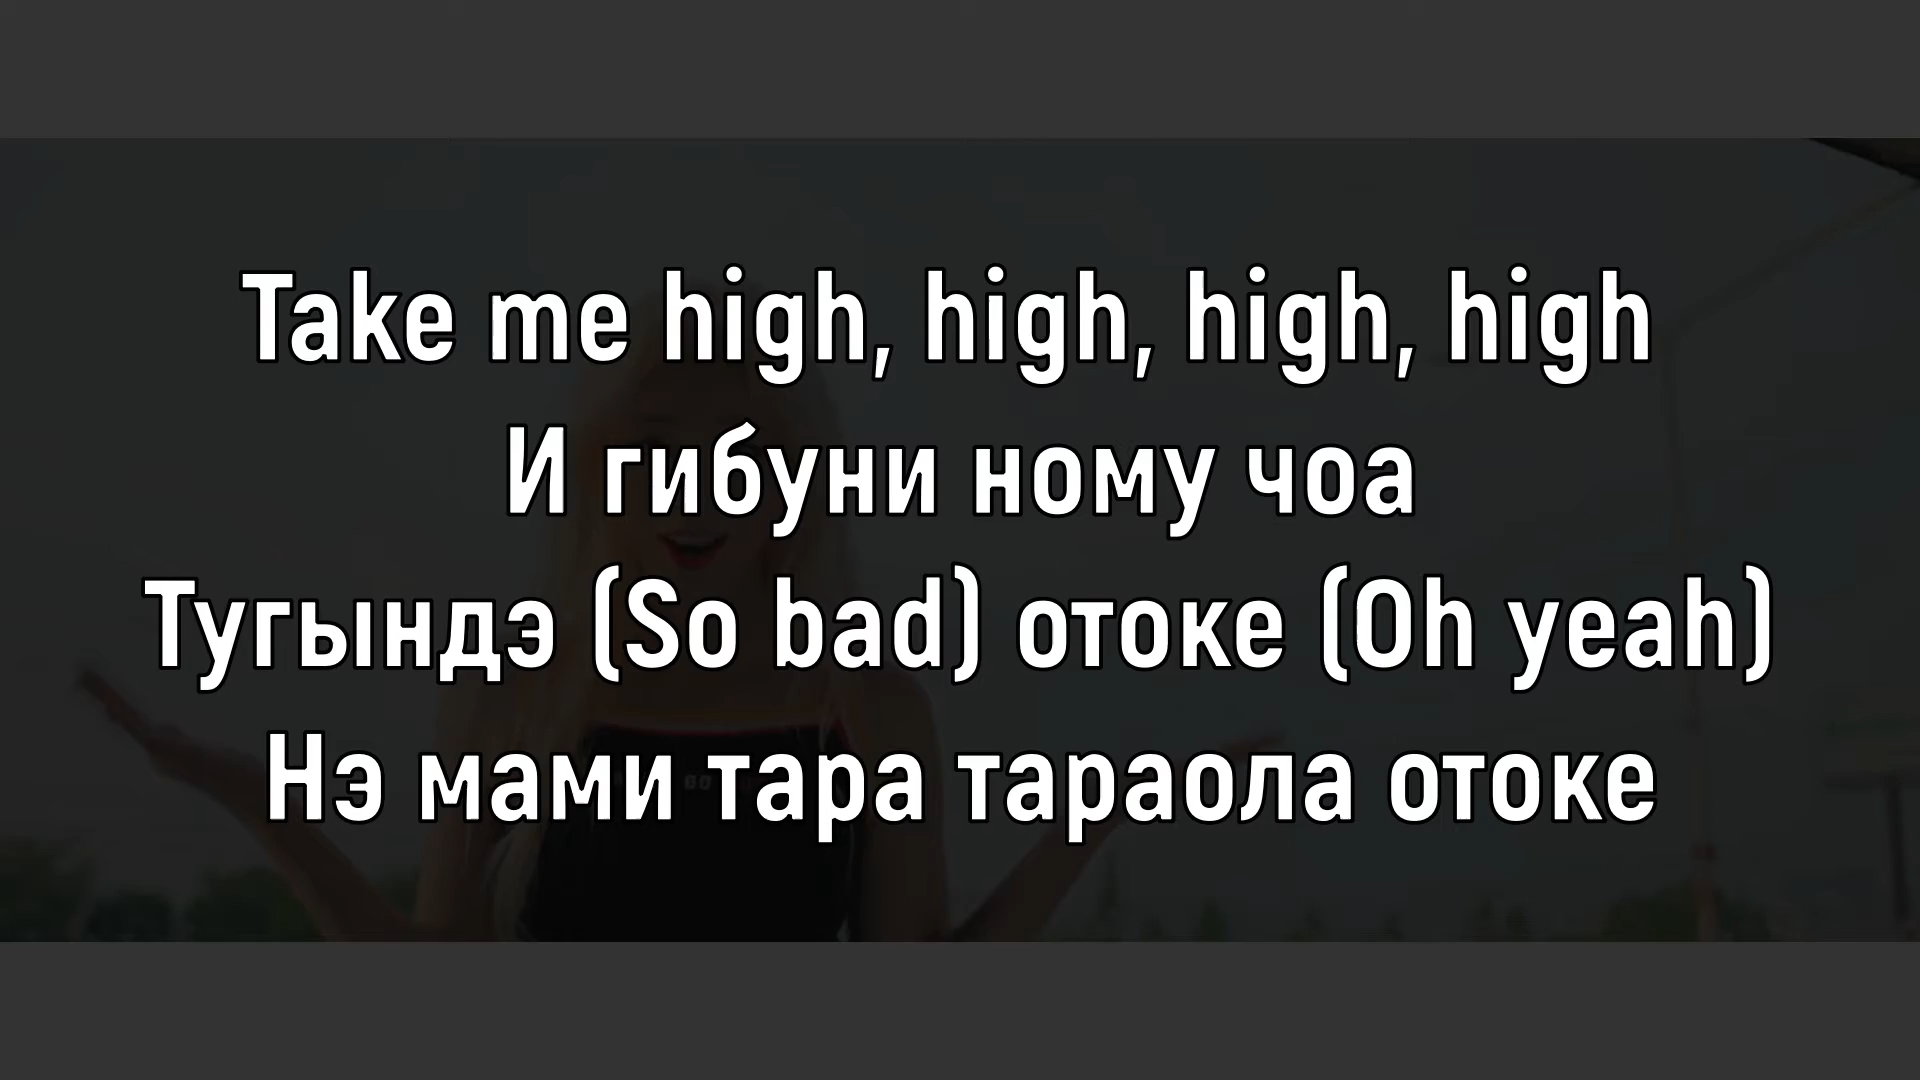 Take me high, high, high, high
И гибуни ному чоа
Тугындэ (So bad) отоке (Oh yeah)
Нэ мами тара тараола отоке